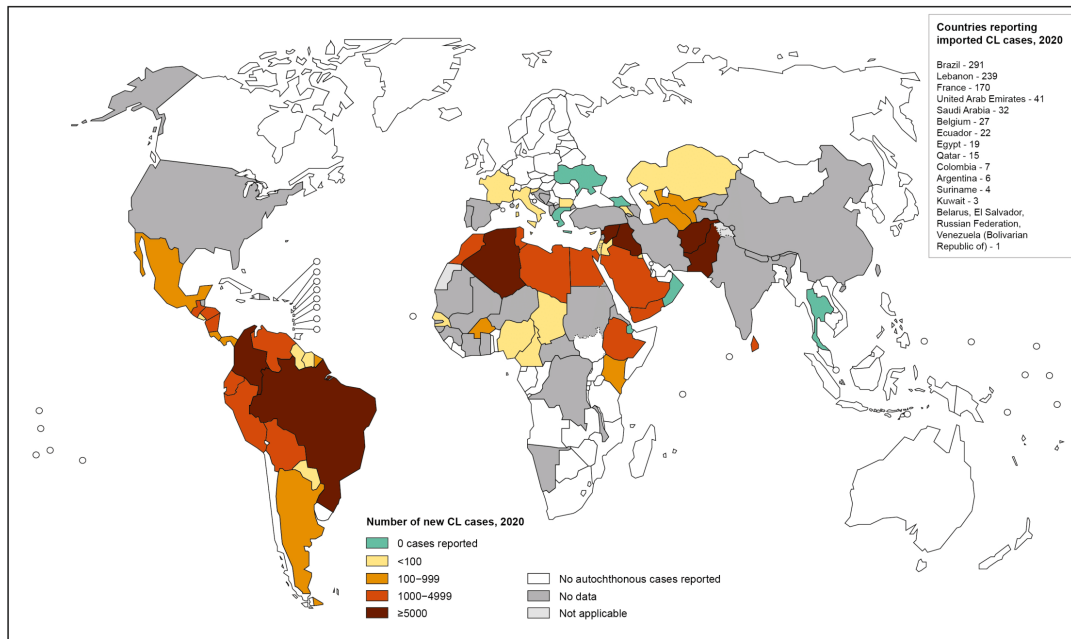 Countries reporting
imported CL cases, 2020
Brazil - 291
Lebanon - 239
France - 170
United Arab Emirates - 41
Saudi Arabia - 32
Belgium - 27
Ecuador - 22
Egypt - 19
Qatar - 15
Colombia - 7
Argentina - 6
Suriname - 4
Kuwait - 3
Belarus, El Salvador,
Russian Federation,
Venezuela (Bolivarian
Republic of) - 1
Number of new CL cases, 2020
0 cases reported
<100
100–999
1000–4999
≥5000
No autochthonous cases reported
No data
Not applicable